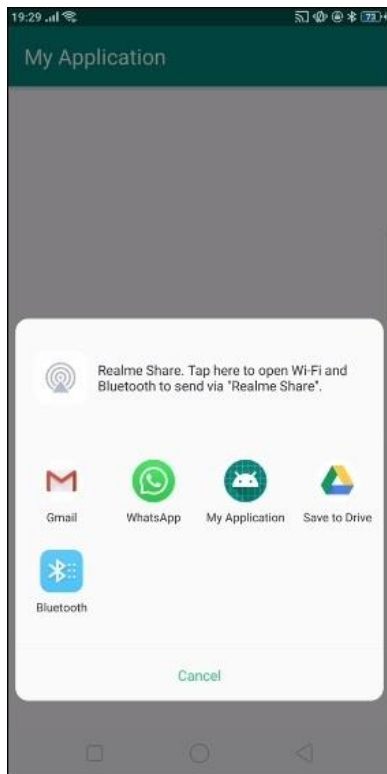 19:29
73
My Application
Realme Share. Tap here to open Wi-Fi and
Bluetooth to send via "Realme Share".
Gmail
WhatsApp
My Application
Save to Drive
Bluetooth
Cancel